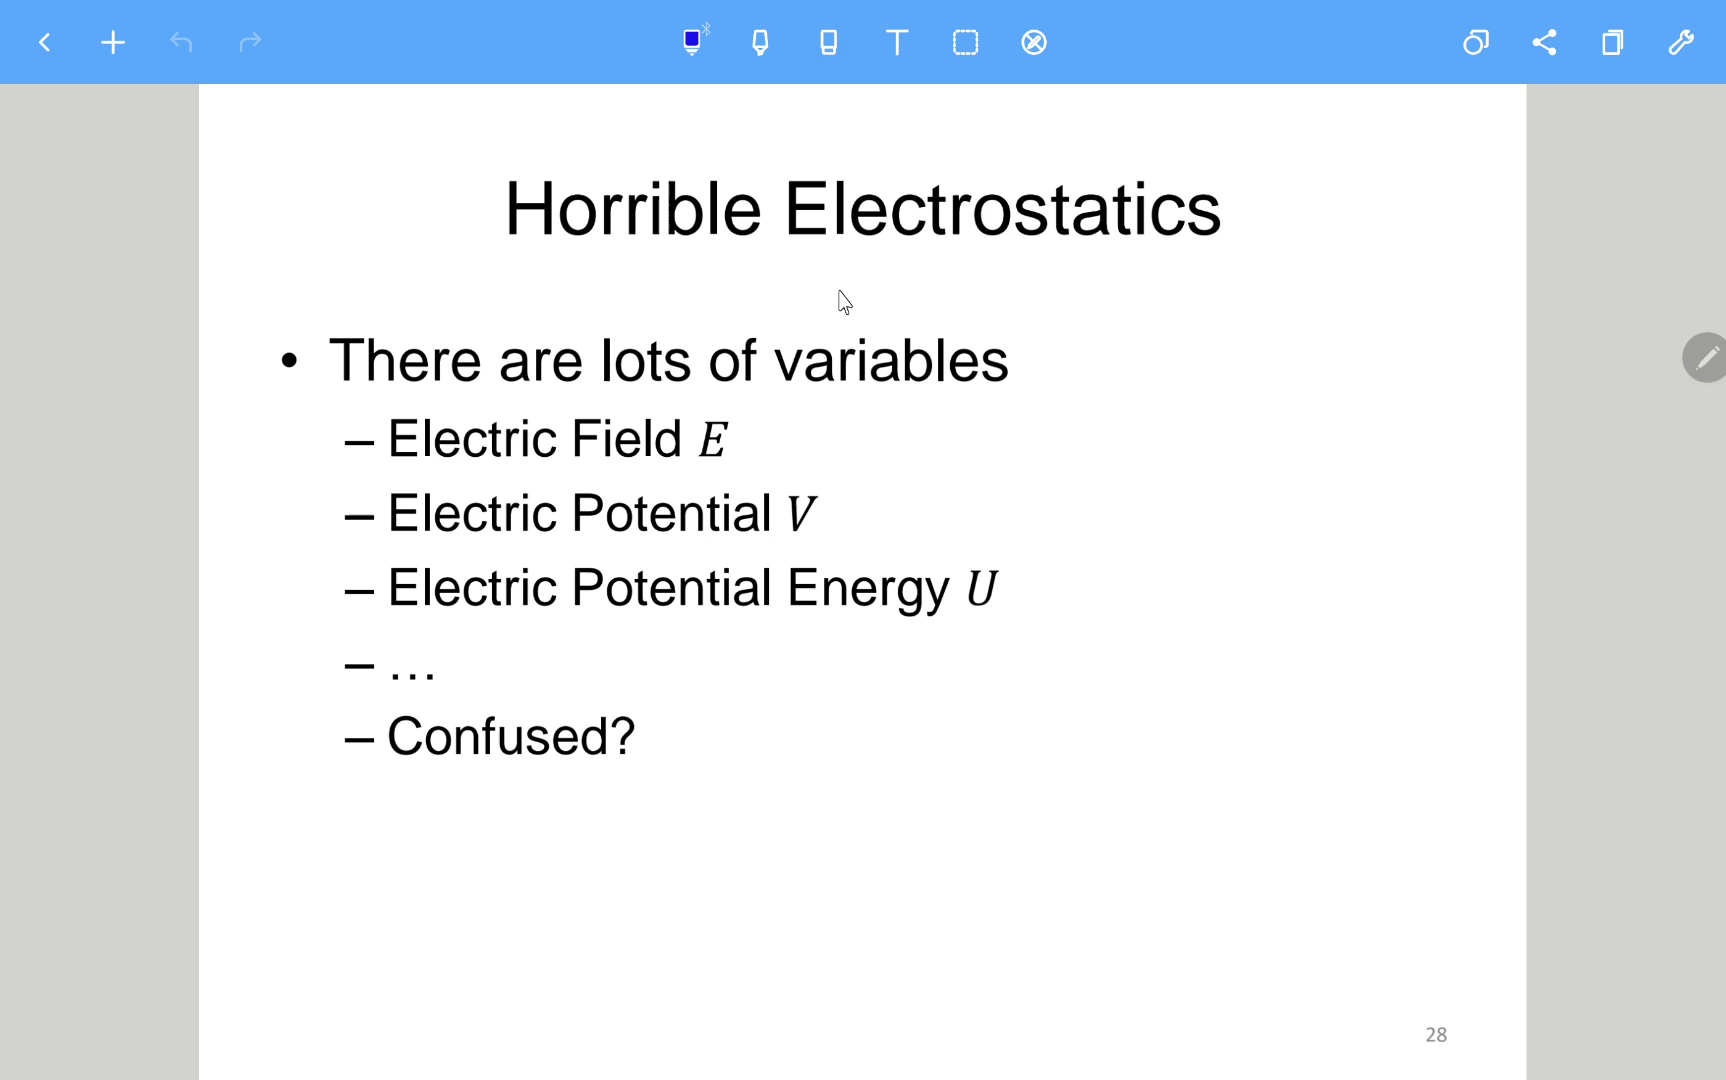 Horrible Electrostatics
• There are lots of variables
– Electric Field E
– Electric Potential V
– Electric Potential Energy U
– …
– Confused?
28